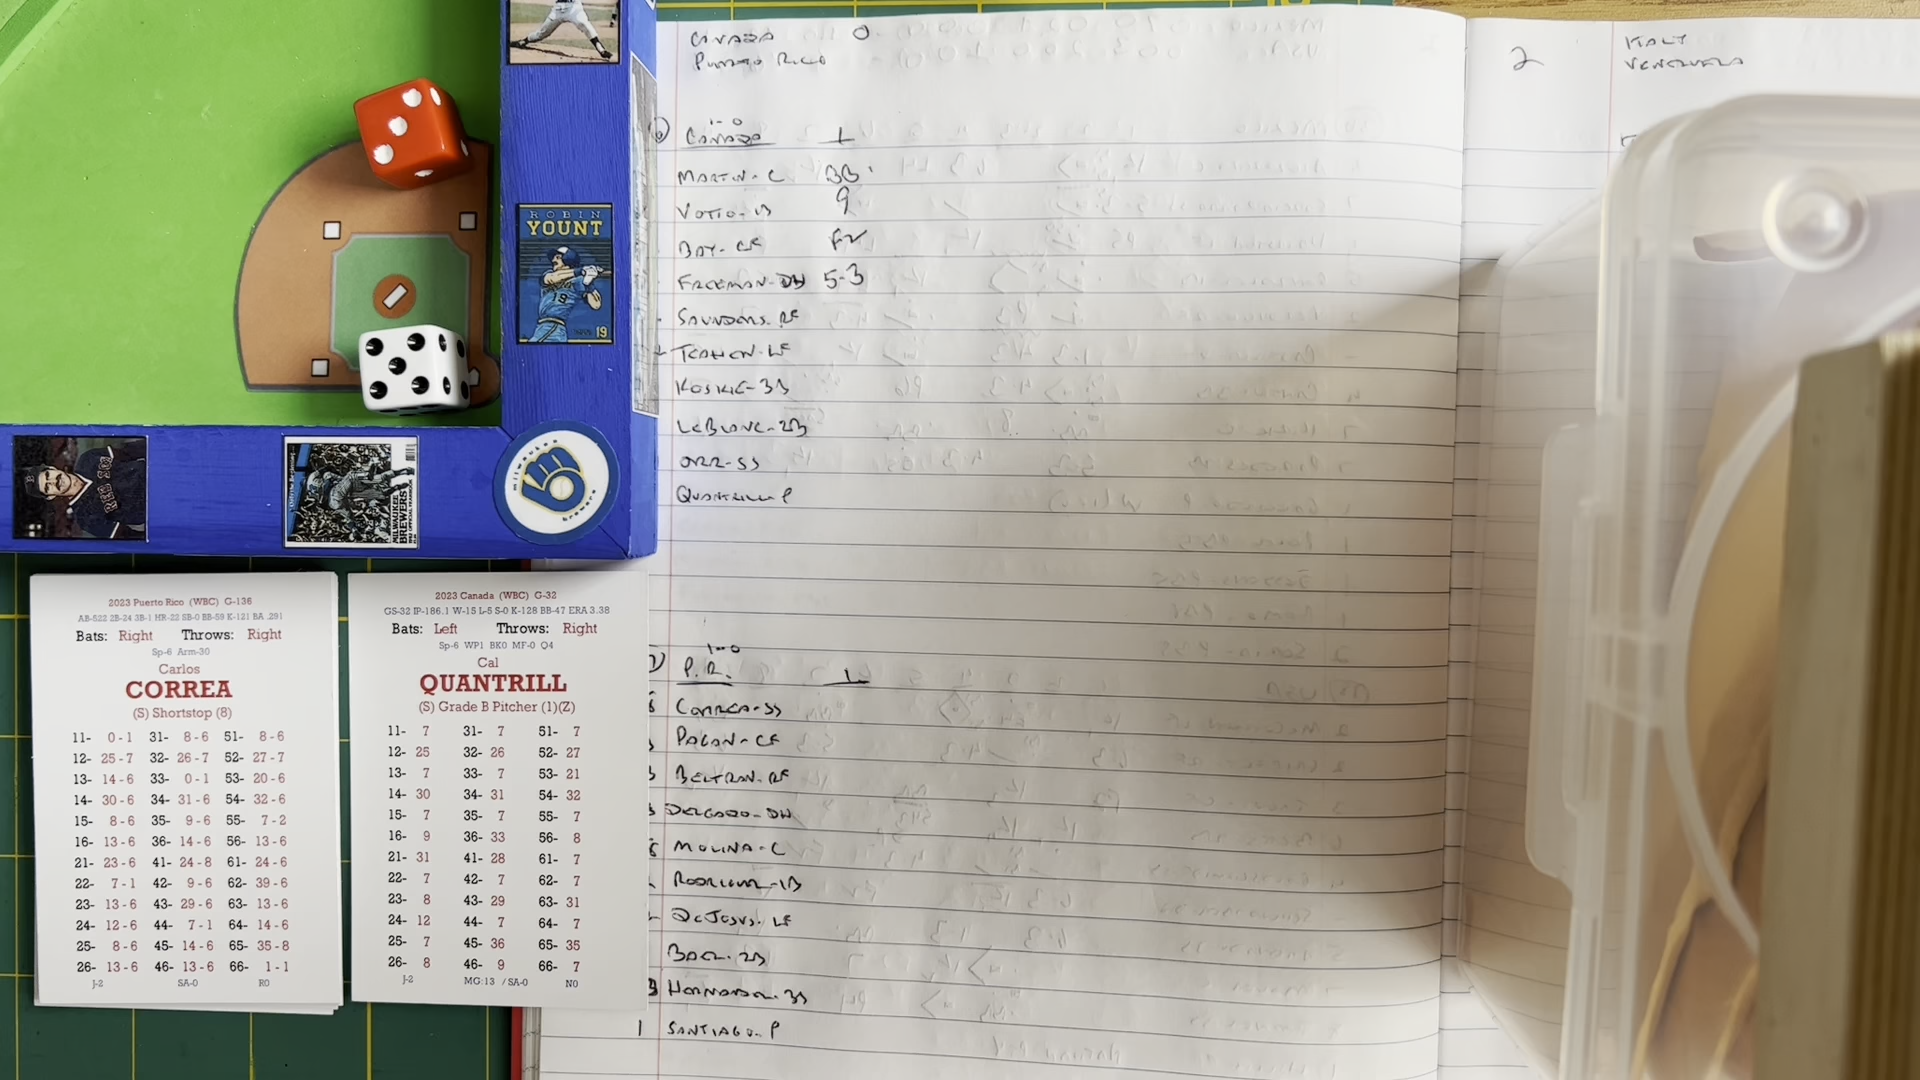 ROBIN
YOUNT
19
19
RED SOX
MILWAUKEE
BREWERS
milwaukee
brewers
2023 Puerto Rico (WBC) G-136
AB-522 2B-24 3B-1 HR-22 SB-0 BB-59 K-121 BA .291
Bats: Right Throws: Right
Sp-6 Arm-30
Carlos
CORREA
(S) Shortstop (8)
11- 0-1 31- 8-6 51- 8-6
12- 25-7 32- 26-7 52- 27-7
13- 14-6 33- 0-1 53- 20-6
14- 30-6 34- 31-6 54- 32-6
15- 8-6 35- 9-6 55- 7-2
16- 13-6 36- 14-6 56- 13-6
21- 23-6 41- 24-8 61- 24-6
22- 7-1 42- 9-6 62- 39-6
23- 13-6 43- 29-6 63- 13-6
24- 12-6 44- 7-1 64- 14-6
25- 8-6 45- 14-6 65- 35-8
26- 13-6 46- 13-6 66- 1-1
J-2 SA-0 R0
2023 Canada (WBC) G-32
GS-32 IP-186.1 W-15 L-5 S-0 K-128 BB-47 ERA 3.38
Bats: Left Throws: Right
Sp-6 WP1 BK0 MF-0 Q4
Cal
QUANTRILL
(S) Grade B Pitcher (1)(Z)
11- 7 31- 7 51- 7
12- 25 32- 26 52- 27
13- 7 33- 7 53- 21
14- 30 34- 31 54- 32
15- 7 35- 7 55- 7
16- 9 36- 33 56- 8
21- 31 41- 28 61- 7
22- 7 42- 7 62- 7
23- 8 43- 29 63- 31
24- 12 44- 7 64- 7
25- 7 45- 36 65- 35
26- 8 46- 9 66- 7
J-2 MG:13 / SA-0 N0
CANADA 0
PUERTO RICO
1-0
CANADA 1
MARTIN-C BB
VOTTO-1B 9
BAY-CF F2
FREEMAN-DH 5-3
SAUNDERS-RF
TEAHEN-LF
KOSKIE-3B
LEBLANC-2B
ORR-SS
QUANTRILL-P
1-0
P.R. 1
CORREA-SS
PAGAN-CF
BELTRAN-RF
DELGADO-DH
MOLINA-C
RODRIGUEZ-1B
DEJESUS-LF
BAEZ-2B
HERNANDEZ-3B
1 SANTIAGO-P
2
ITALY
VENEZUELA